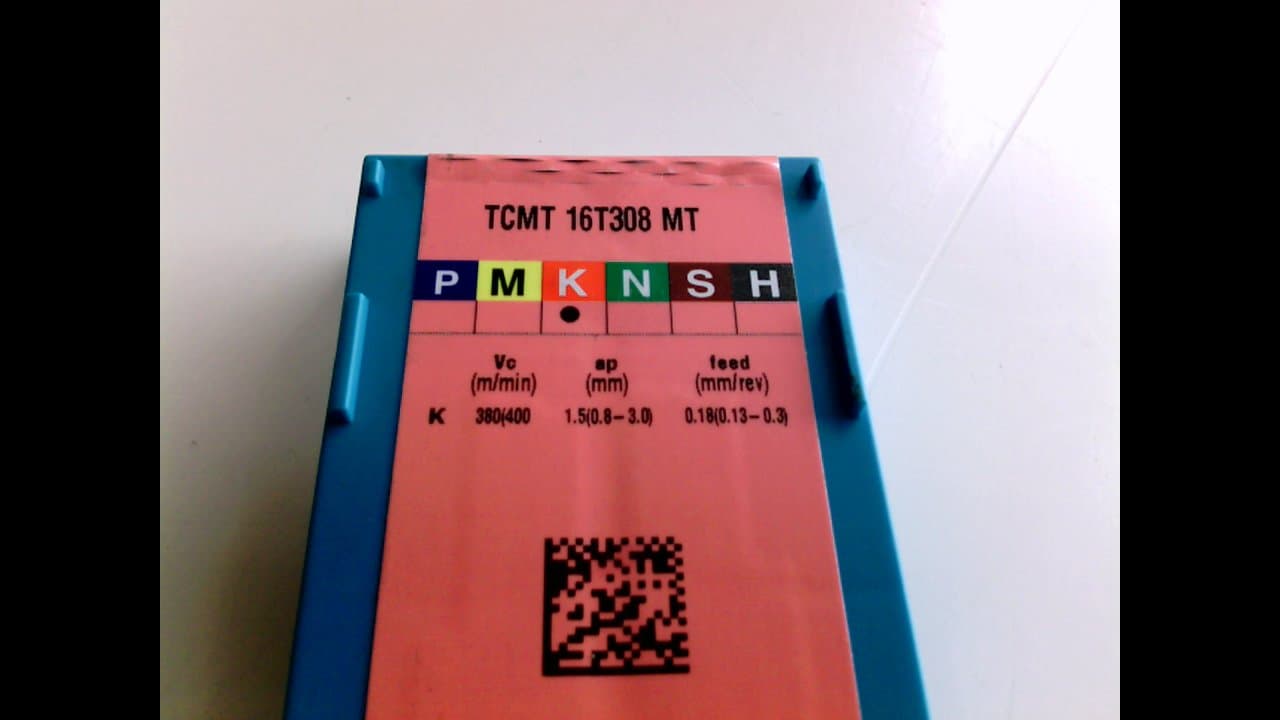 TCMT 16T308 MT
P M K N S H
Vc ap feed
(m/min) (mm) (mm/rev)
K 380(400 1.5(0.8–3.0) 0.18(0.13–0.3)